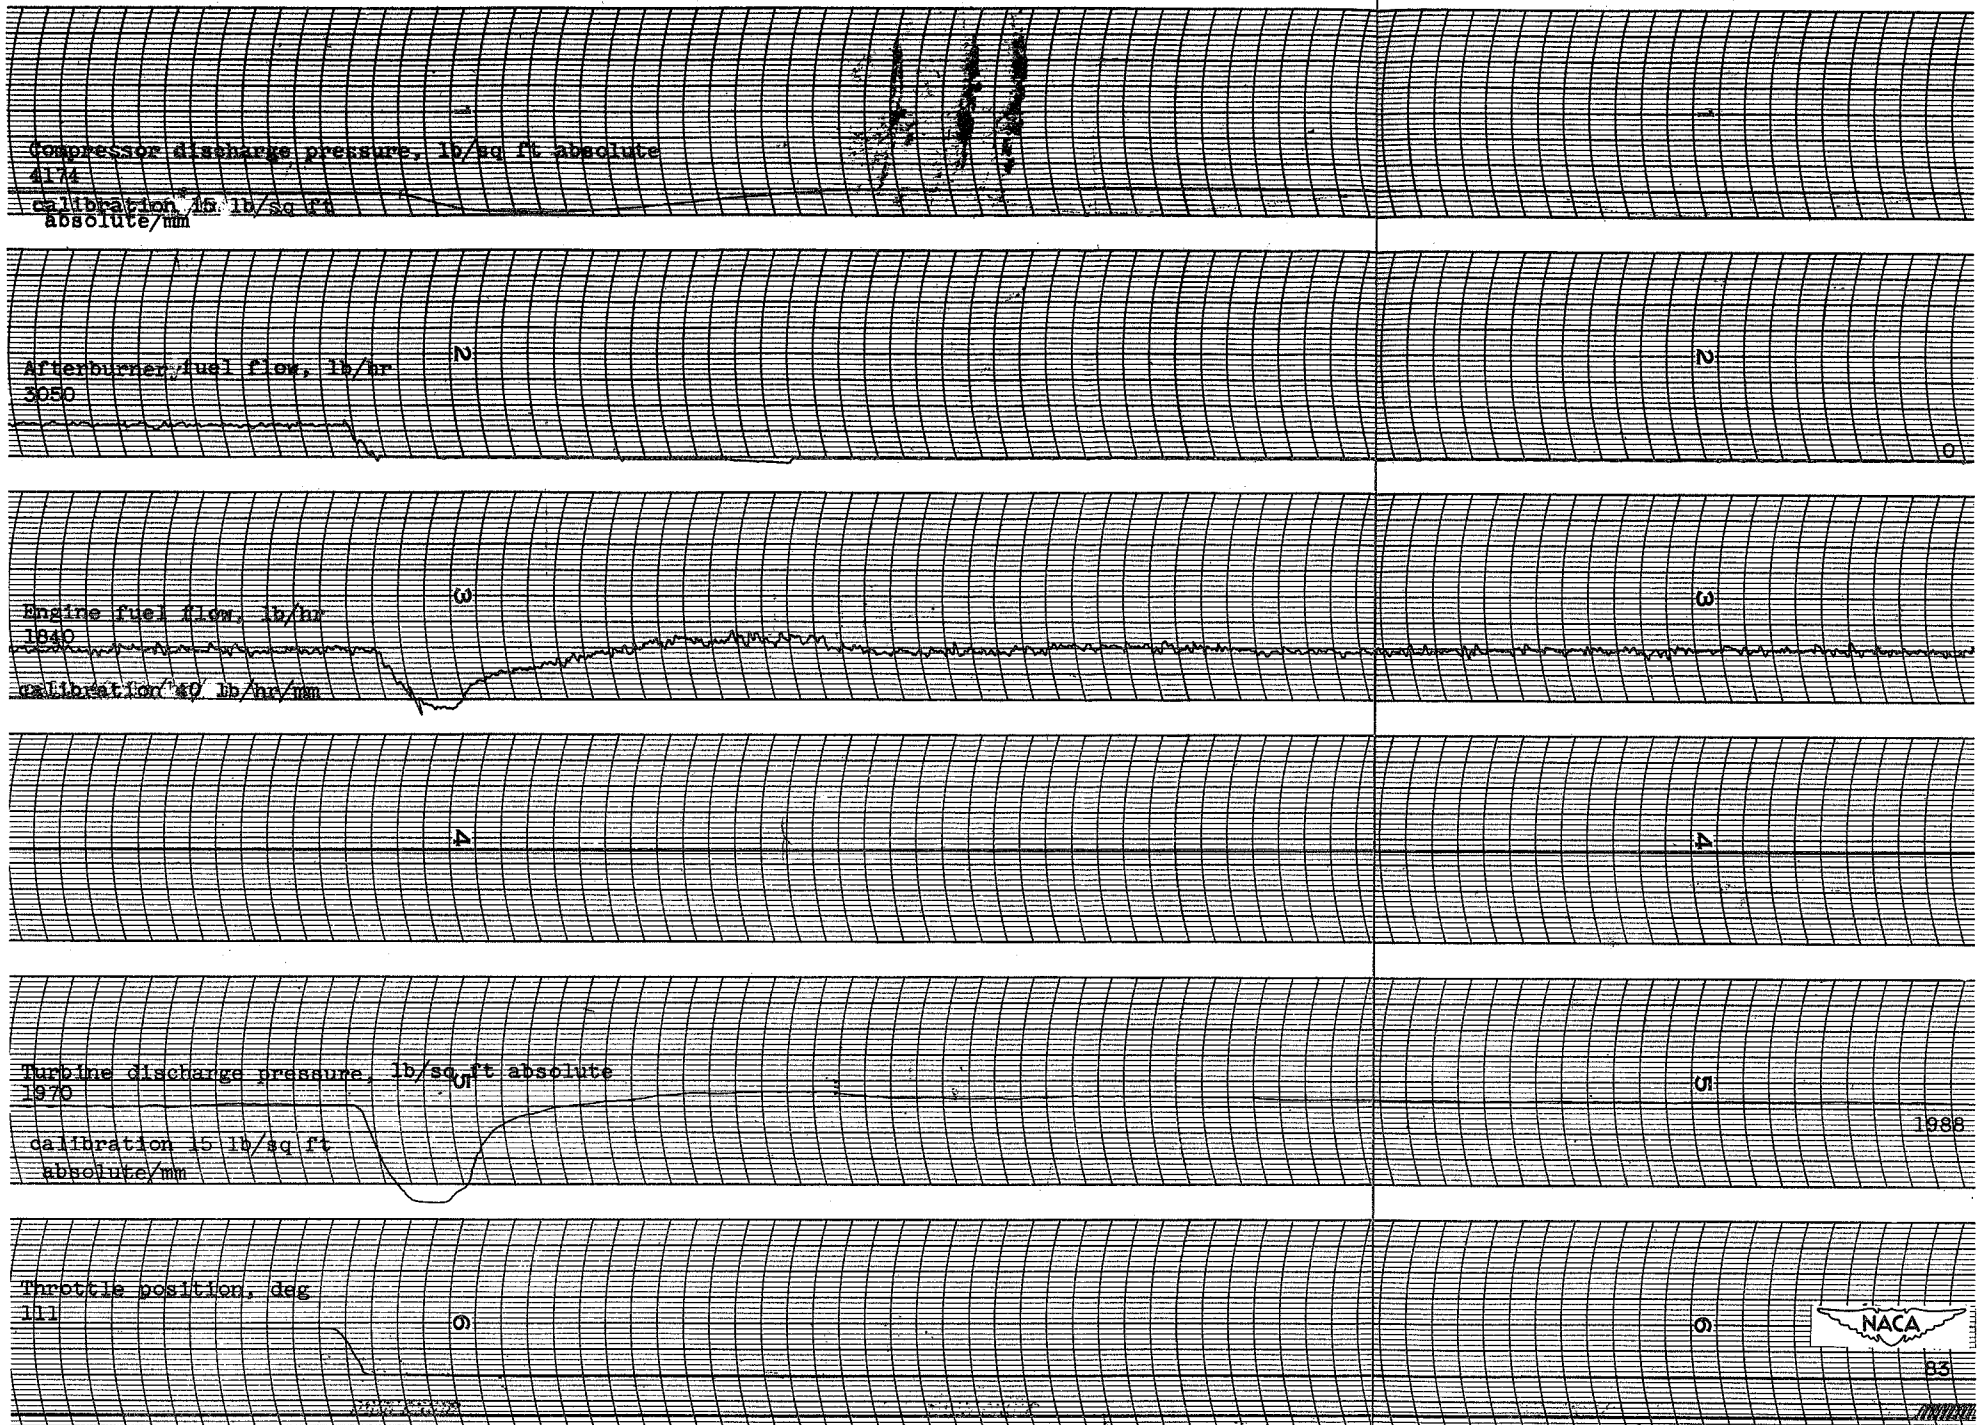 1
1
Compressor discharge pressure, lb/sq ft absolute
4174
calibration 15 lb/sq ft
absolute/mm
2
2
Afterburner fuel flow, lb/hr
3050
0
3
3
Engine fuel flow, lb/hr
1840
calibration 40 lb/hr/mm
4
4
Turbine discharge pressure, lb/sq ft absolute
5
5
1970
1988
calibration 15 lb/sq ft
absolute/mm
Throttle position, deg
111
6
6
NACA
83